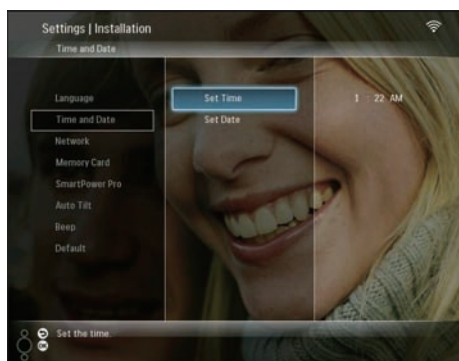 Settings | Installation
Time and Date
Language
Time and Date
Network
Memory Card
SmartPower Pro
Auto Tilt
Beep
Default
Set Time
Set Date
1 : 22 AM
Set the time.
OK